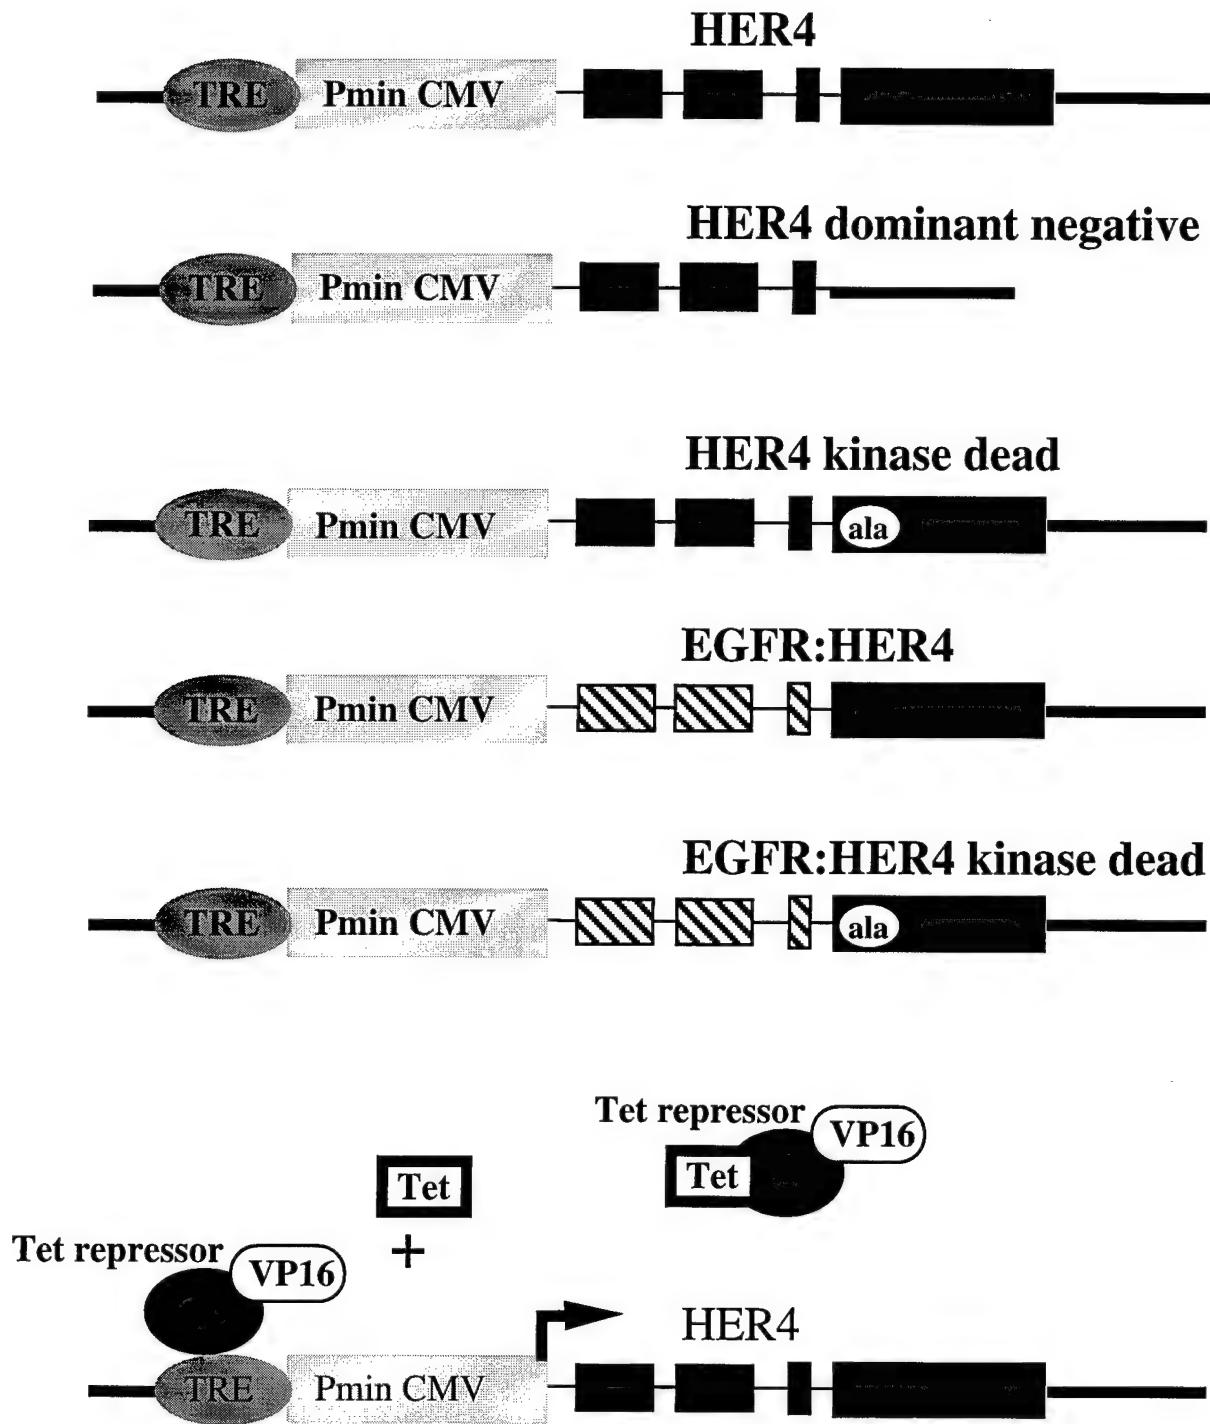 HER4
TRE Pmin CMV
HER4 dominant negative
TRE Pmin CMV
HER4 kinase dead
TRE Pmin CMV ala
EGFR:HER4
TRE Pmin CMV
EGFR:HER4 kinase dead
TRE Pmin CMV ala
Tet repressor VP16
Tet Tet
Tet repressor +
VP16
HER4
TRE Pmin CMV